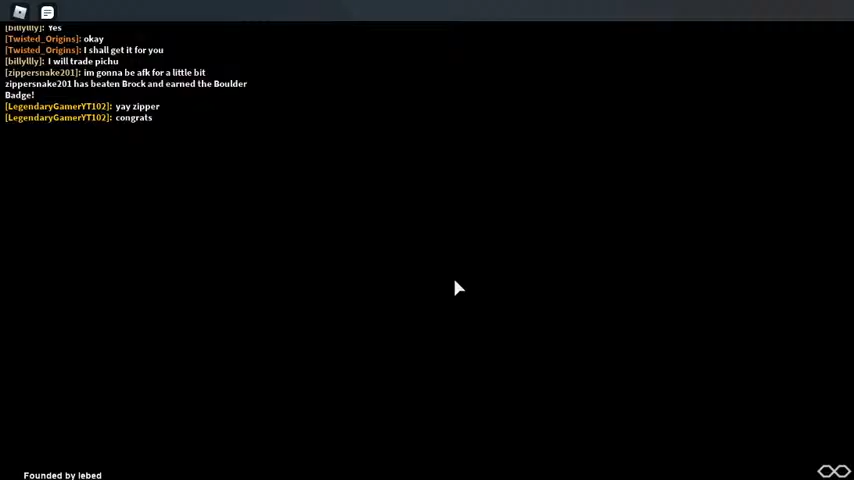 [billyllly]: Yes
[Twisted_Origins]: okay
[Twisted_Origins]: I shall get it for you
[billyllly]: I will trade pichu
[zippersnake201]: im gonna be afk for a little bit
zippersnake201 has beaten Brock and earned the Boulder
Badge!
[LegendaryGamerYT102]: yay zipper
[LegendaryGamerYT102]: congrats
Founded by lebed